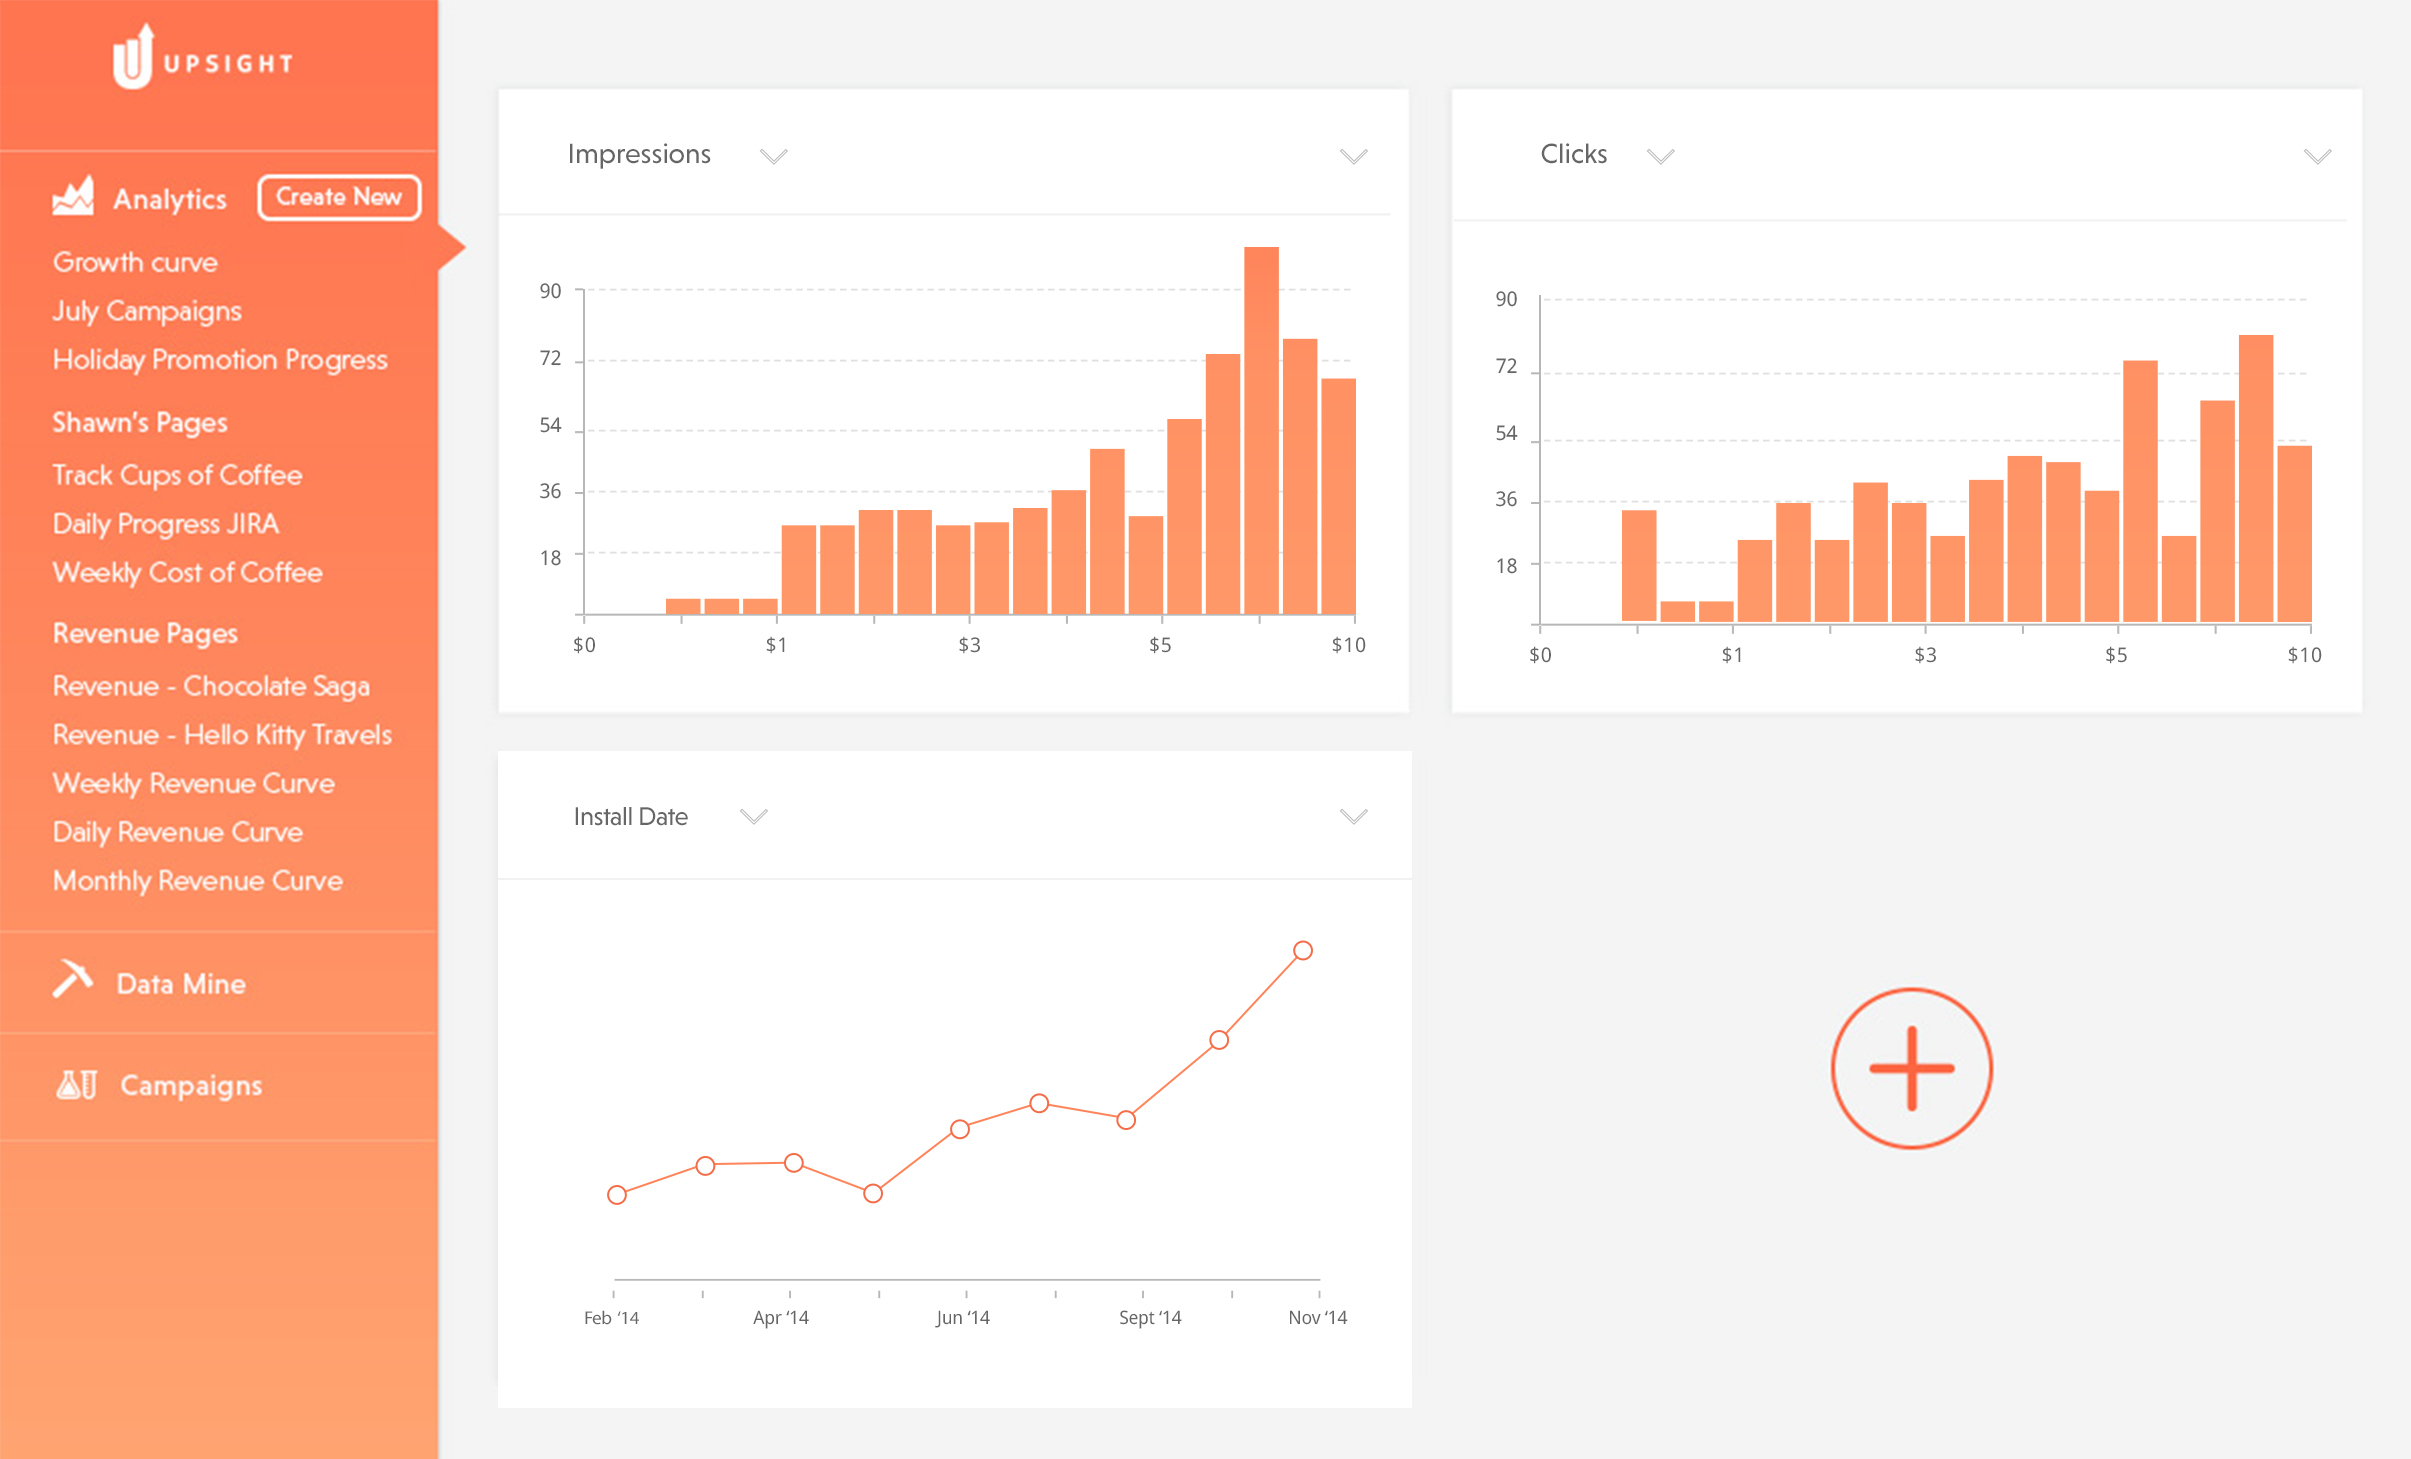 UPSIGHT
Analytics
Create New
Growth curve
July Campaigns
Holiday Promotion Progress
Shawn's Pages
Track Cups of Coffee
Daily Progress JIRA
Weekly Cost of Coffee
Revenue Pages
Revenue - Chocolate Saga
Revenue - Hello Kitty Travels
Weekly Revenue Curve
Daily Revenue Curve
Monthly Revenue Curve
Data Mine
Campaigns
Impressions
90
72
54
36
18
$0 $1 $3 $5 $10
Clicks
90
72
54
36
18
$0 $1 $3 $5 $10
Install Date
Feb ‘14 Apr ‘14 Jun ‘14 Sept ‘14 Nov ‘14